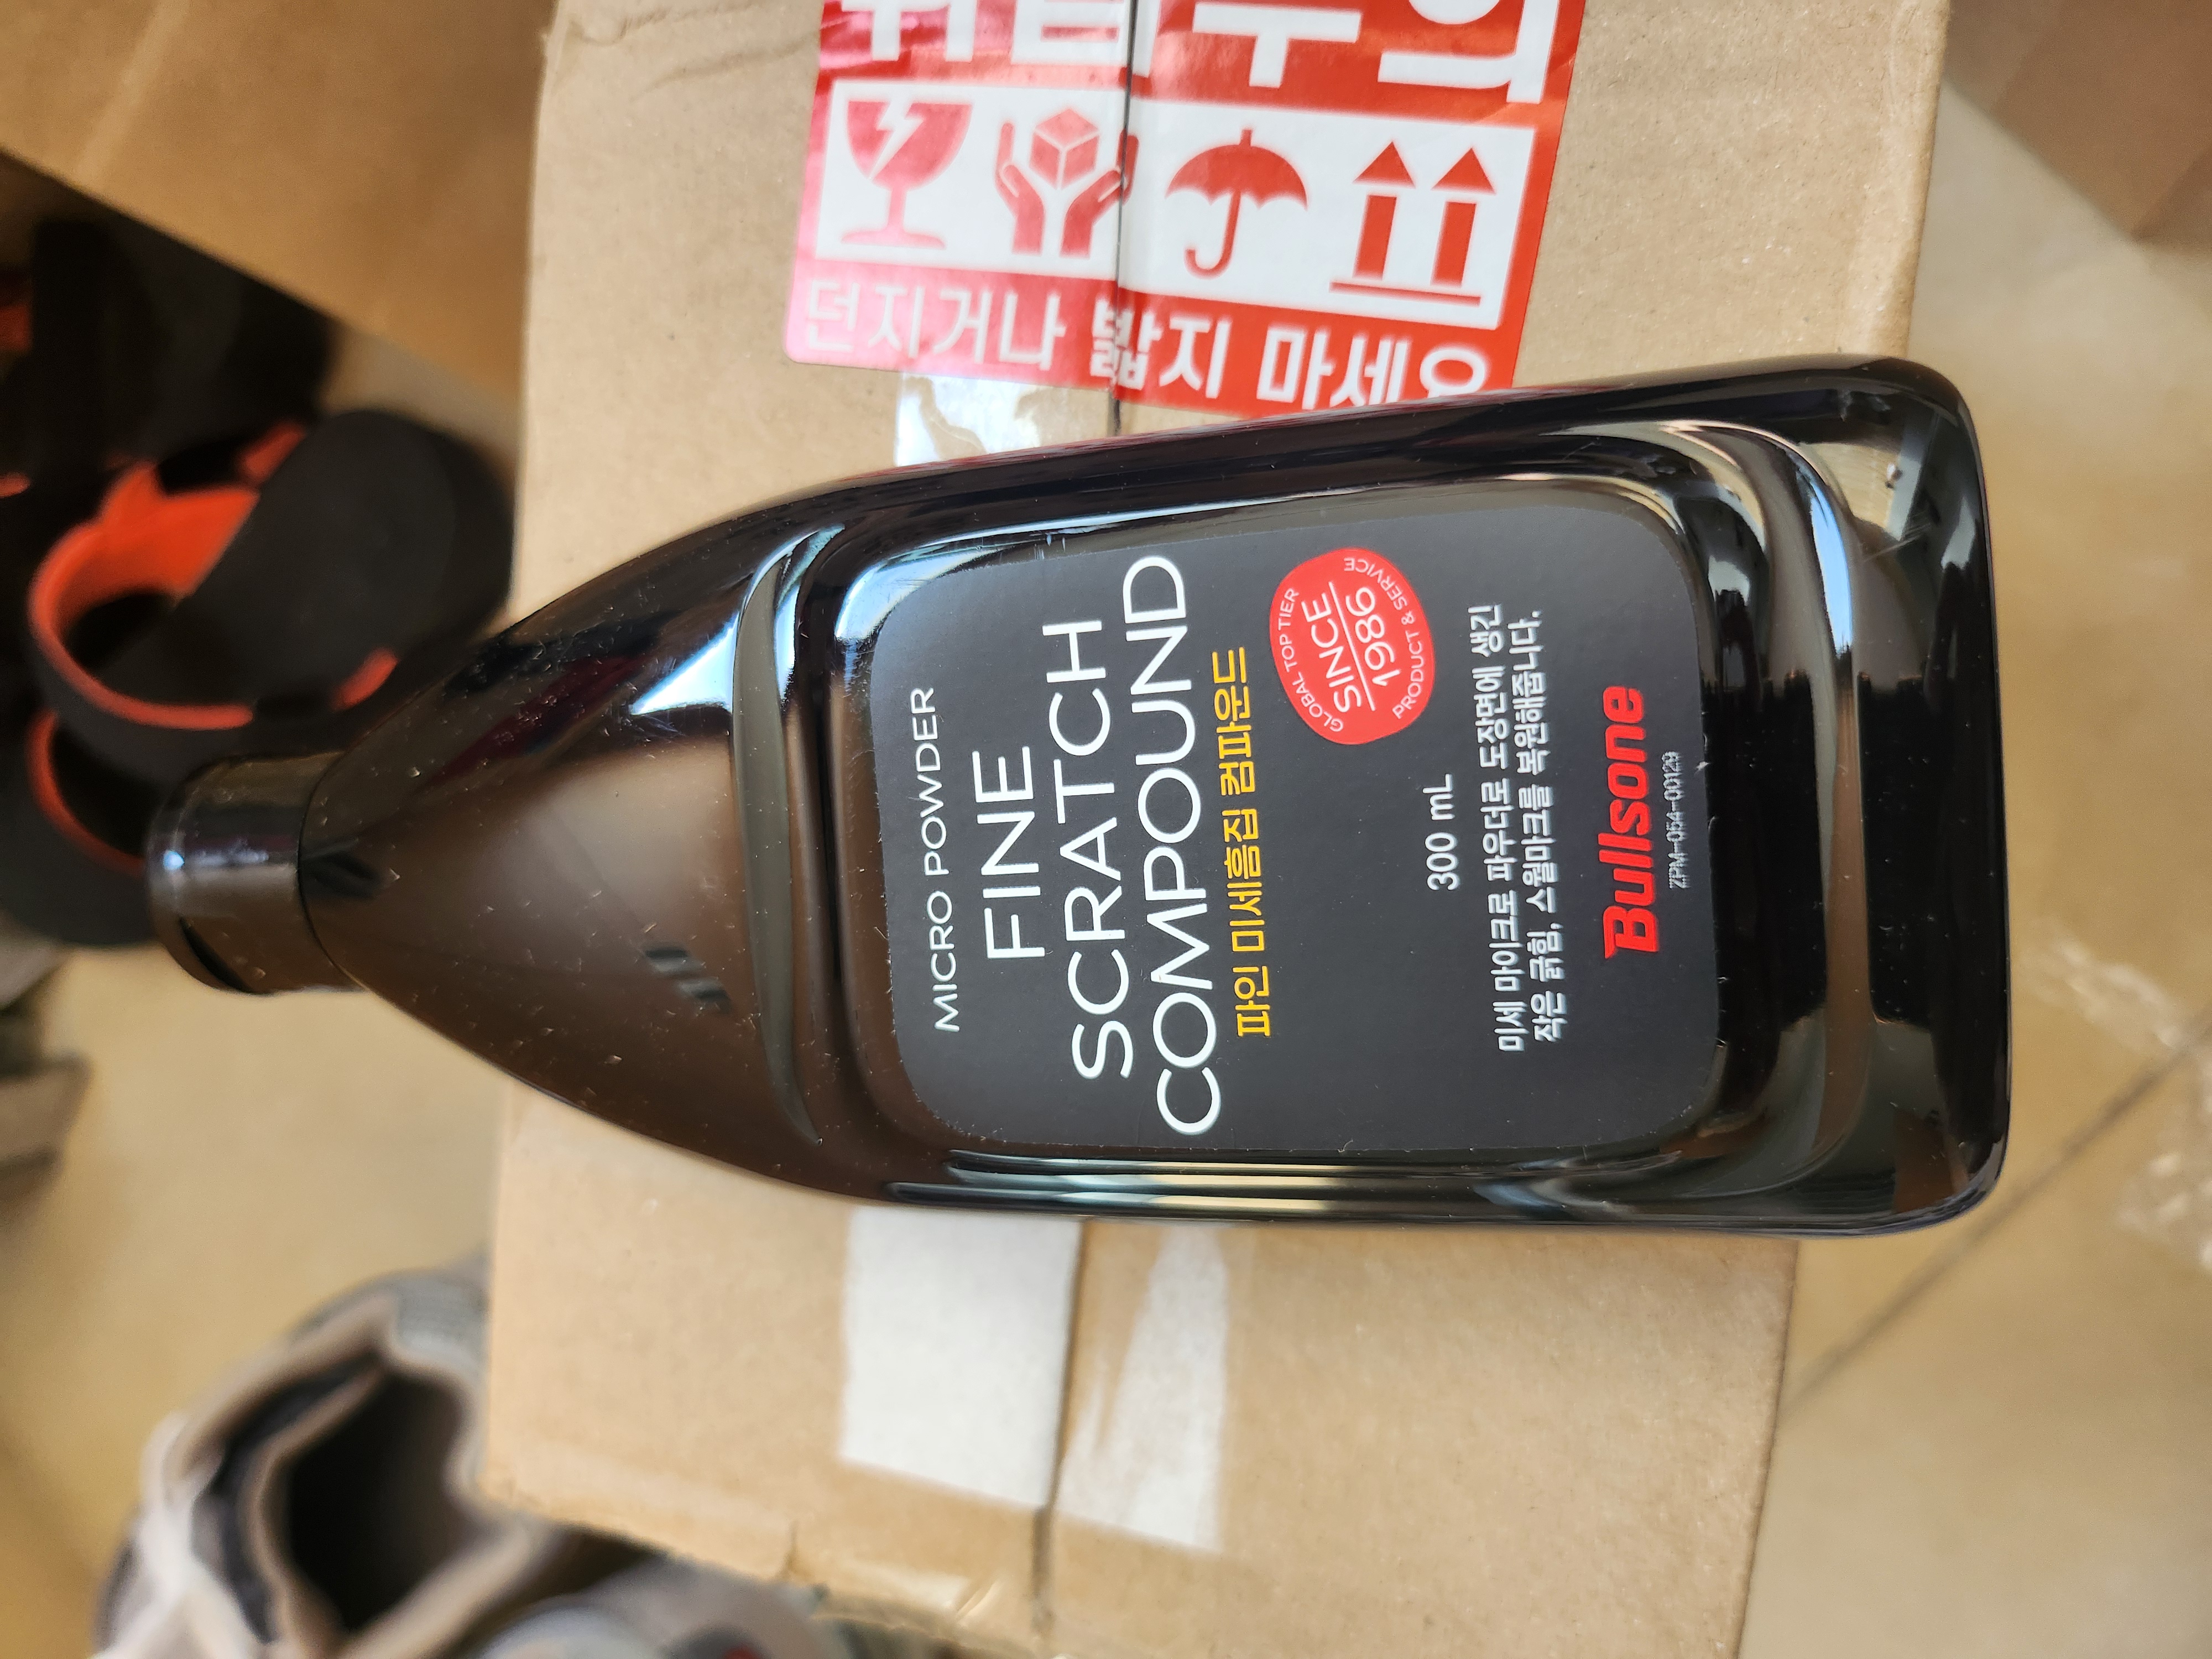 던지거나 밟지 마세요
MICRO POWDER
FINE
SCRATCH
COMPOUND
파인 미세흠집 컴파운드
GLOBAL TOP TIER
SINCE
1986
PRODUCT & SERVICE
300 mL
미세 마이크로 파우더로 도장면에 생긴
작은 긁힘, 스월마크를 복원해줍니다.
Bullsone
ZPM-054-00129